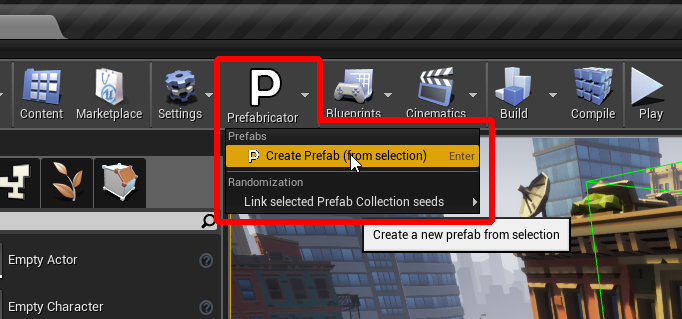 Content
Marketplace
Settings
P
Prefabricator
Blueprints
Cinematics
Build
Compile
Play
Prefabs
P Create Prefab (from selection) Enter
Randomization
Link selected Prefab Collection seeds
Create a new prefab from selection
Empty Actor ?
Empty Character ?